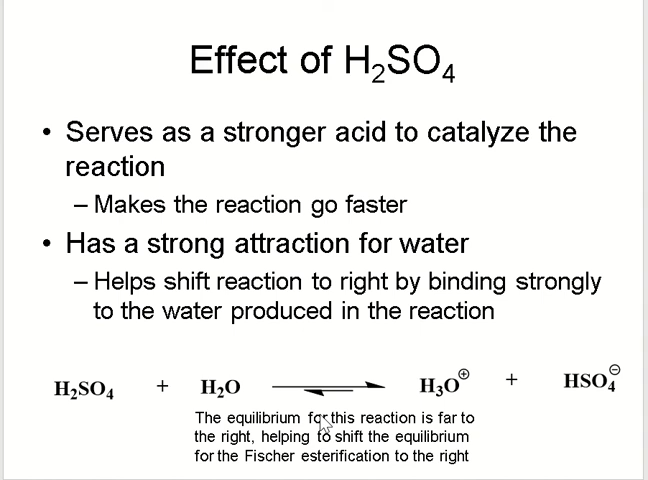 Effect of H₂SO₄
• Serves as a stronger acid to catalyze the
reaction
– Makes the reaction go faster
• Has a strong attraction for water
– Helps shift reaction to right by binding strongly
to the water produced in the reaction
H₂SO₄ + H₂O ⇌ H₃O⊕ + HSO₄⊖
The equilibrium for this reaction is far to
the right, helping to shift the equilibrium
for the Fischer esterification to the right